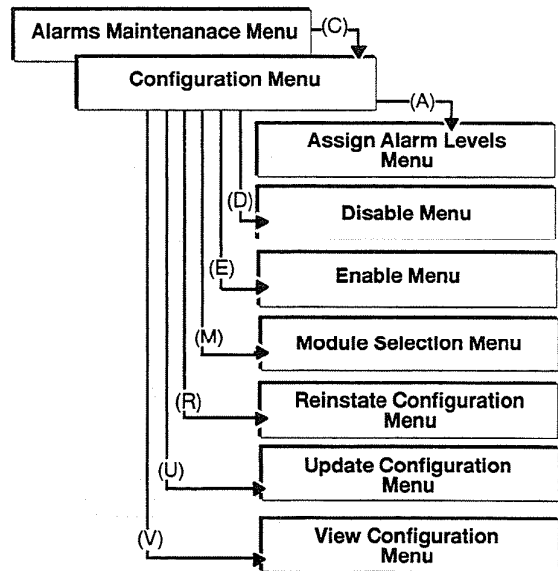 Alarms Maintenanace Menu
(C)
Configuration Menu
(A)
Assign Alarm Levels
Menu
(D)
Disable Menu
(E)
Enable Menu
(M)
Module Selection Menu
(R)
Reinstate Configuration
Menu
(U)
Update Configuration
Menu
(V)
View Configuration
Menu